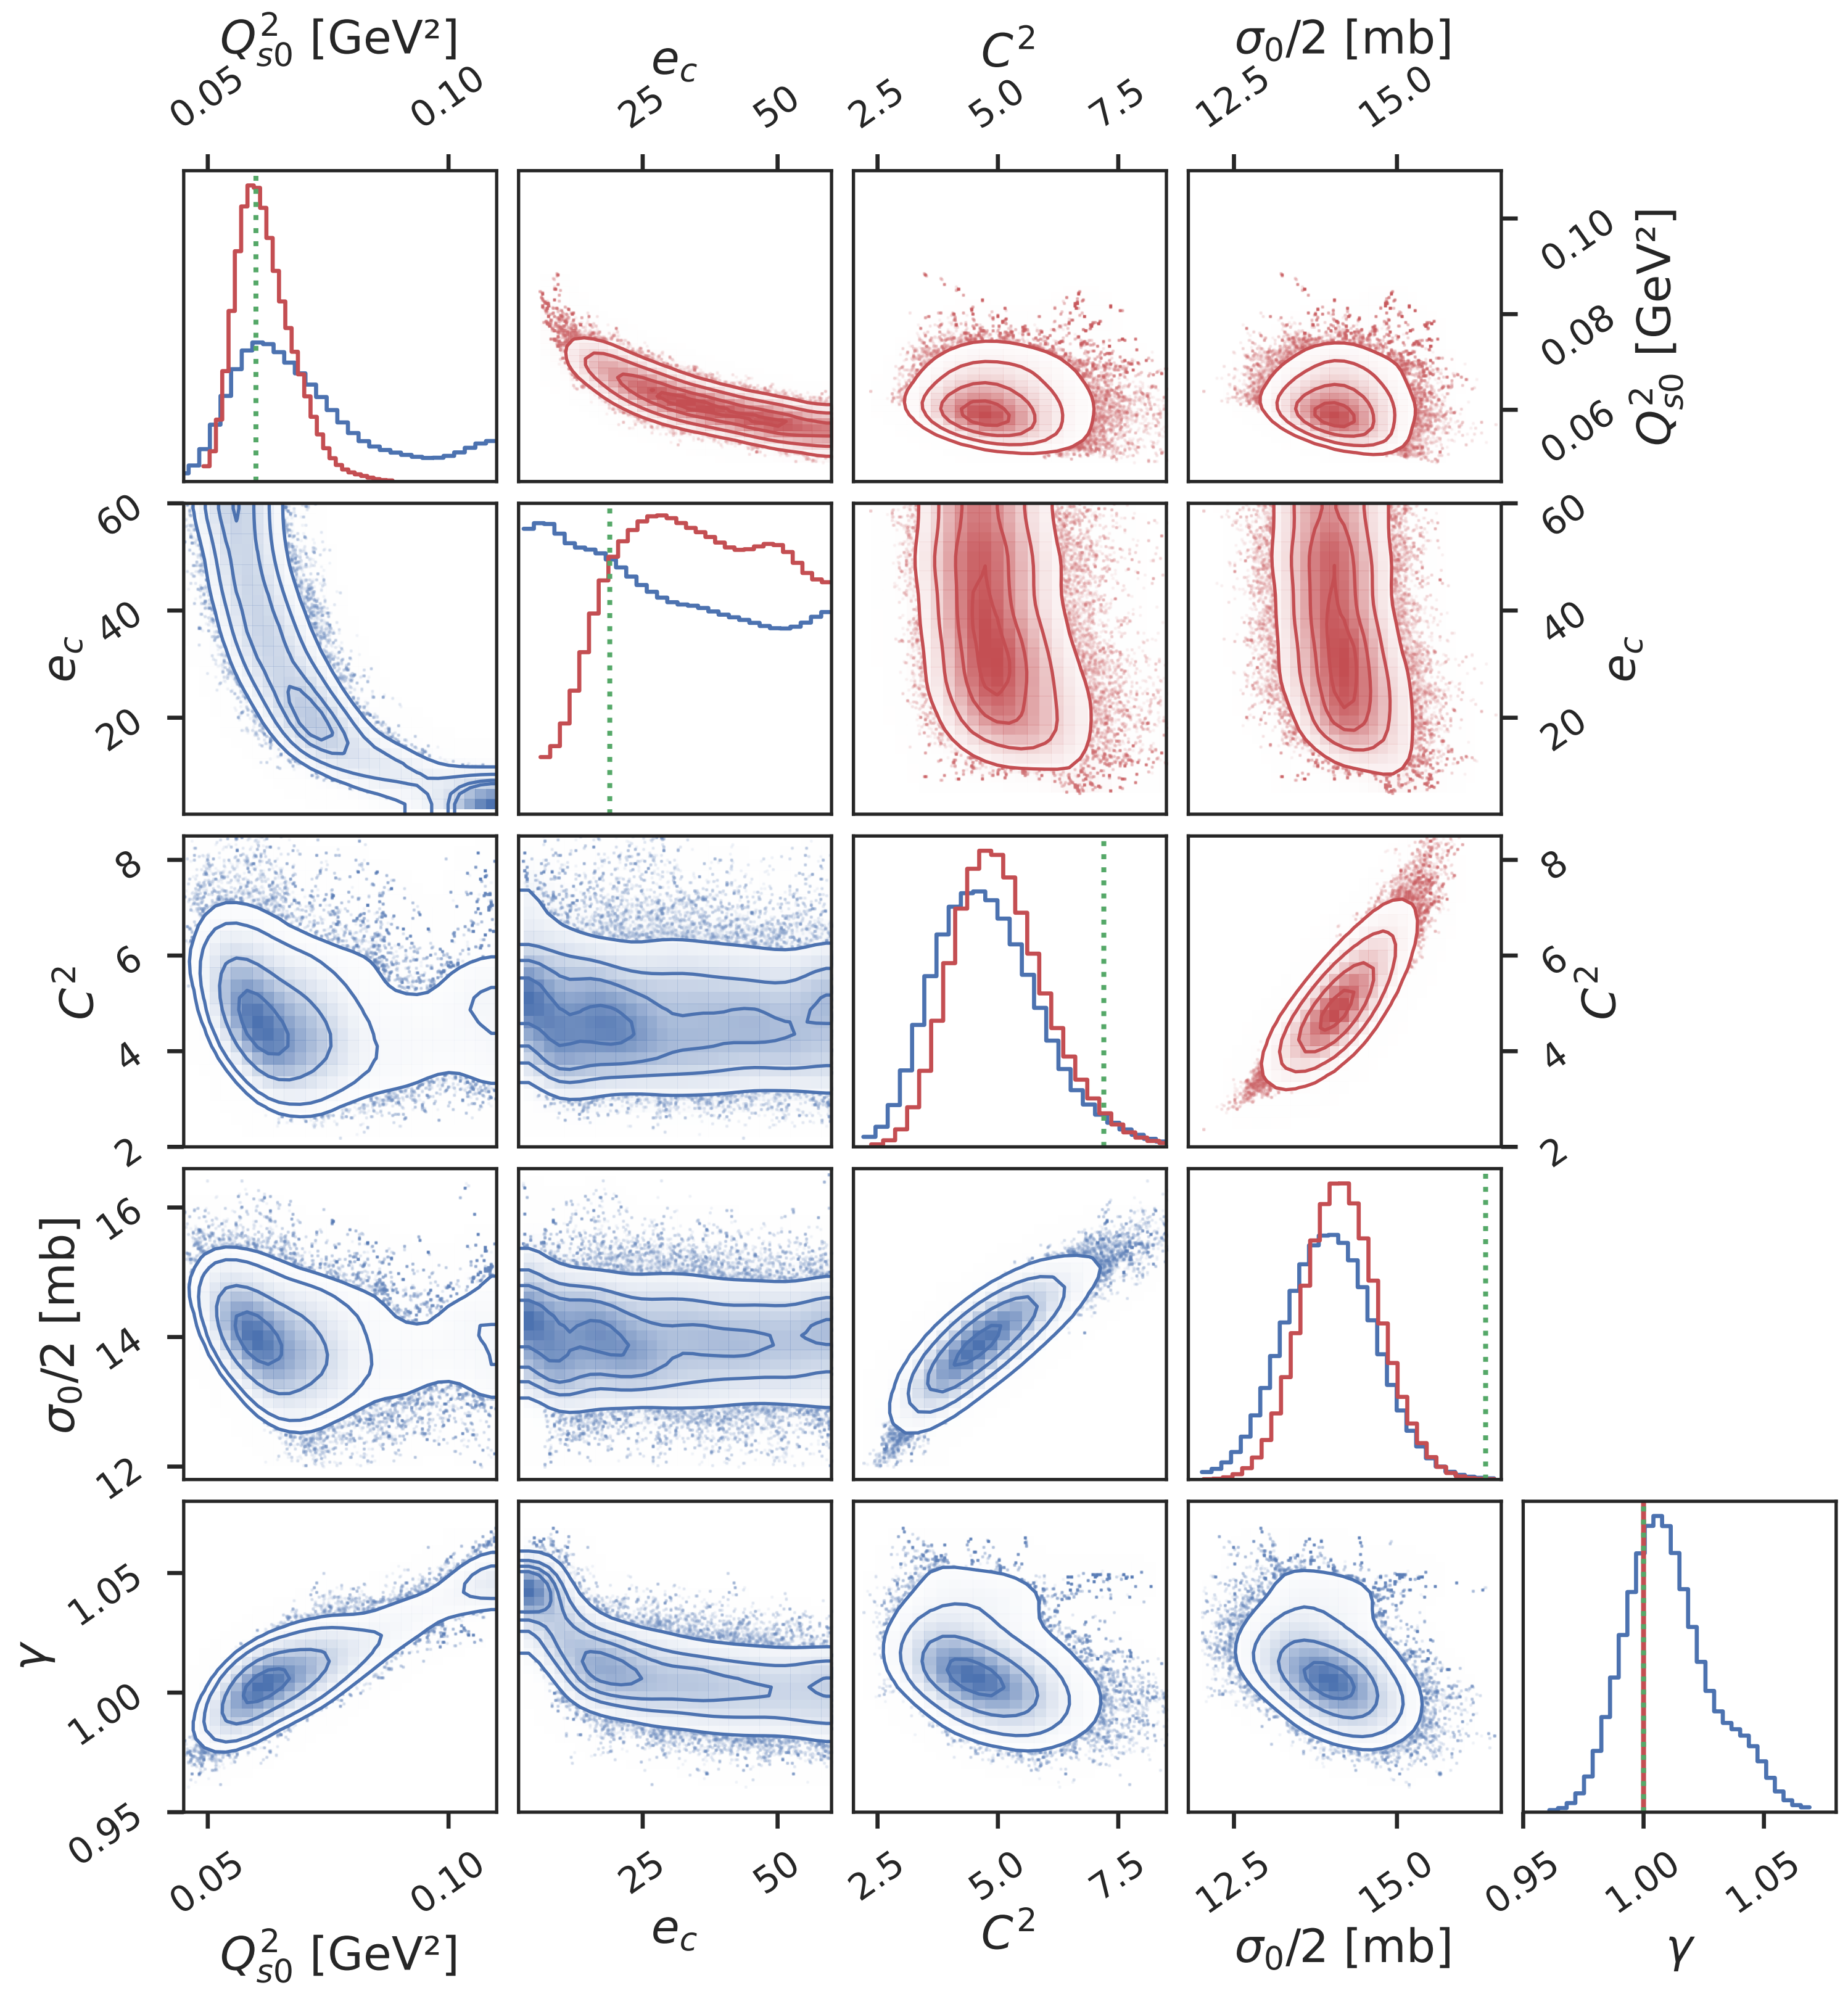 Q²ₛ₀ [GeV²] e_c C² σ₀/2 [mb]
0.05 0.10 25 50 2.5 5.0 7.5 12.5 15.0
0.10
0.08
0.06
Q²ₛ₀ [GeV²]
60
40
20
e_c
60
40
20
e_c
8
6
4
2
C²
8
6
4
2
C²
16
14
12
σ₀/2 [mb]
1.05
1.00
0.95
γ
0.05 0.10 25 50 2.5 5.0 7.5 12.5 15.0 0.95 1.00 1.05
Q²ₛ₀ [GeV²] e_c C² σ₀/2 [mb] γ